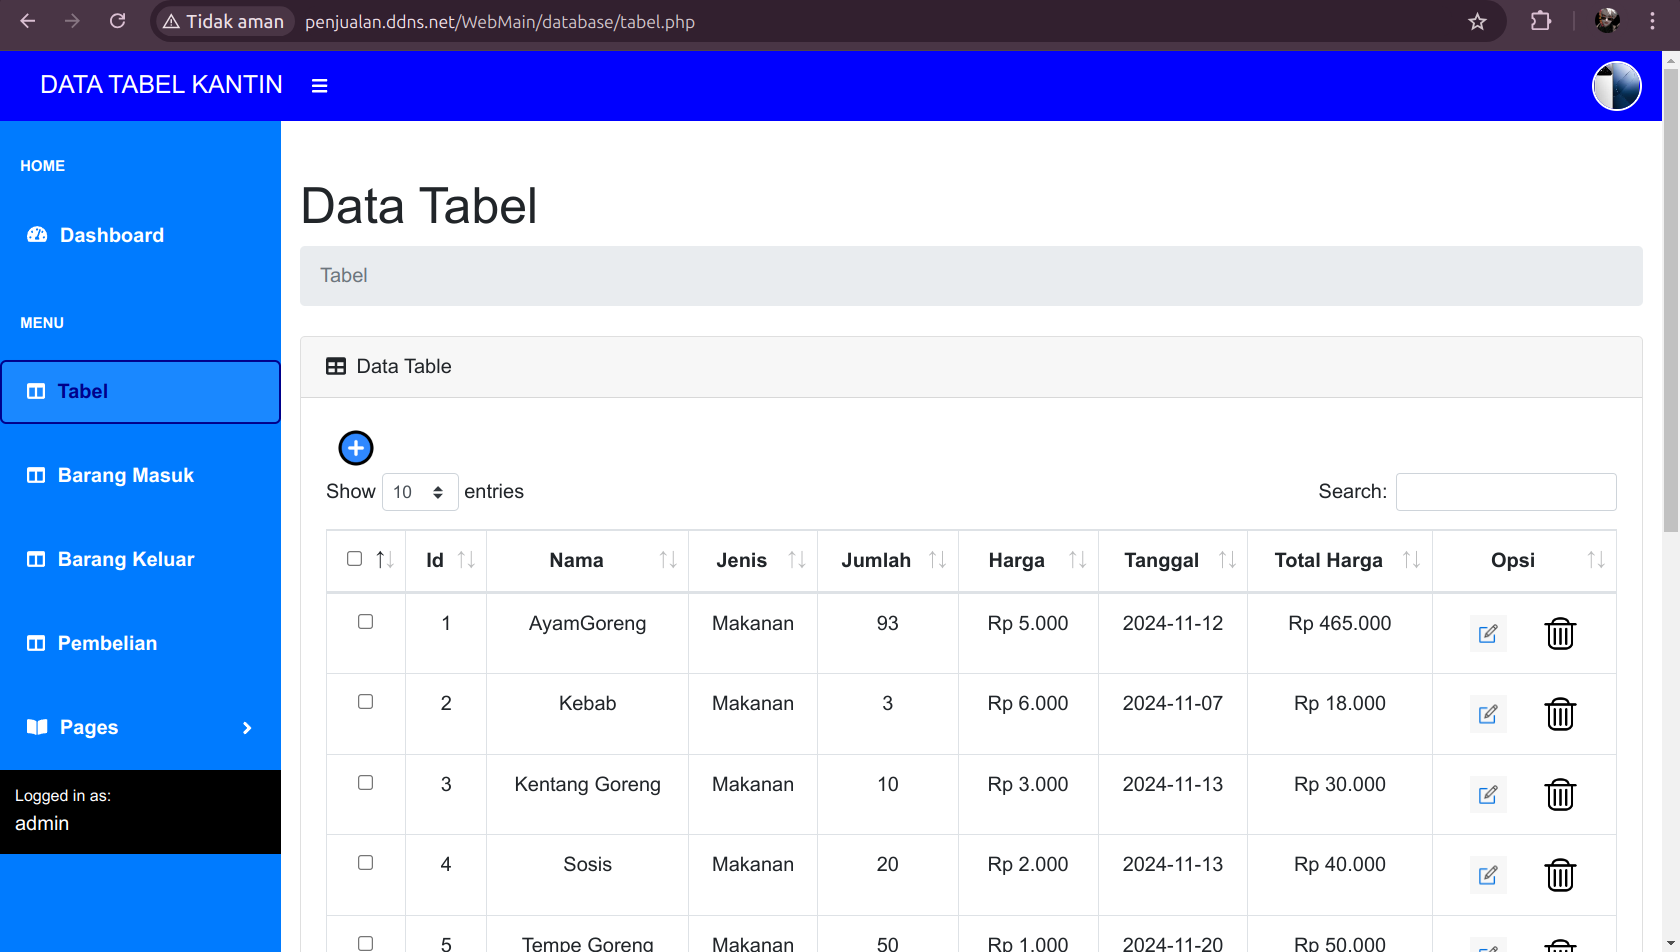 Tidak aman penjualan.ddns.net/WebMain/database/tabel.php
DATA TABEL KANTIN
HOME
Dashboard
MENU
Tabel
Barang Masuk
Barang Keluar
Pembelian
Pages
Logged in as:
admin
Data Tabel
Tabel
Data Table
Show 10 entries Search:
Id Nama Jenis Jumlah Harga Tanggal Total Harga Opsi
1 AyamGoreng Makanan 93 Rp 5.000 2024-11-12 Rp 465.000
2 Kebab Makanan 3 Rp 6.000 2024-11-07 Rp 18.000
3 Kentang Goreng Makanan 10 Rp 3.000 2024-11-13 Rp 30.000
4 Sosis Makanan 20 Rp 2.000 2024-11-13 Rp 40.000
5 Tempe Goreng Makanan 50 Rp 1.000 2024-11-20 Rp 50.000